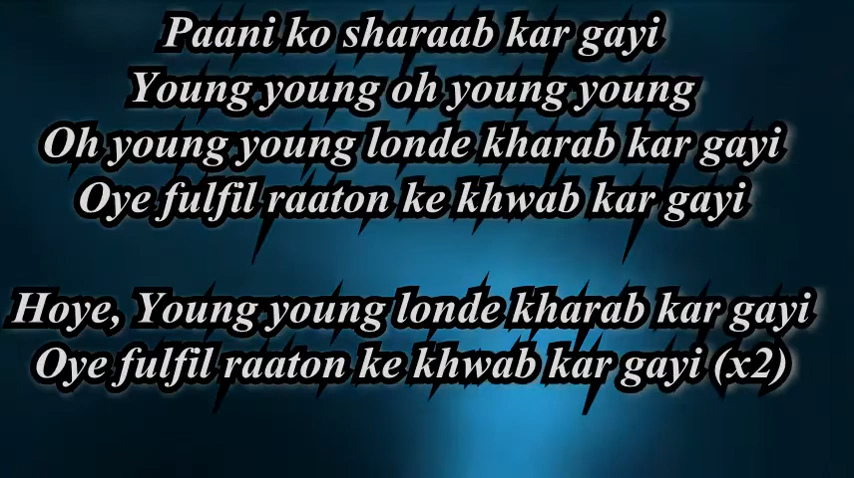 Paani ko sharaab kar gayi
Young young oh young young
Oh young young londe kharab kar gayi
Oye fulfil raaton ke khwab kar gayi
Hoye, Young young londe kharab kar gayi
Oye fulfil raaton ke khwab kar gayi (x2)